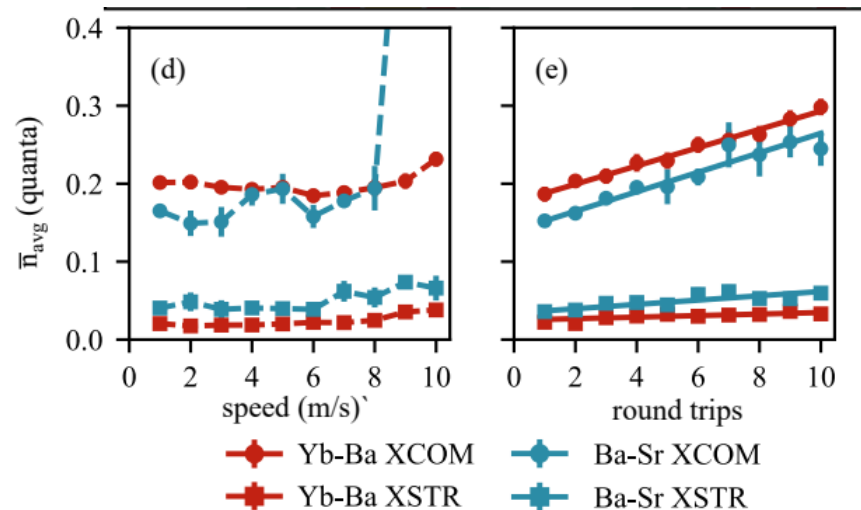 (d)
(e)
0.4
0.3
0.2
0.1
0.0
n̄avg (quanta)
0 2 4 6 8 10
0 2 4 6 8 10
speed (m/s)`
round trips
Yb-Ba XCOM
Ba-Sr XCOM
Yb-Ba XSTR
Ba-Sr XSTR